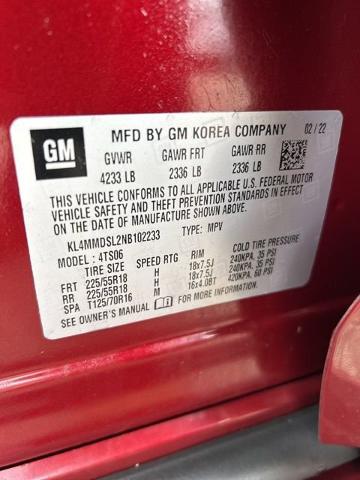 GM
MFD BY GM KOREA COMPANY 02/22
GVWR GAWR FRT GAWR RR
4233 LB 2336 LB 2336 LB
THIS VEHICLE CONFORMS TO ALL APPLICABLE U.S. FEDERAL MOTOR
VEHICLE SAFETY AND THEFT PREVENTION STANDARDS IN EFFECT
ON THE DATE OF MANUFACTURE SHOWN ABOVE.
KL4MMDSL2NB102233 TYPE: MPV
MODEL: 4TS06
TIRE SIZE SPEED RTG RIM COLD TIRE PRESSURE
FRT 225/55R18 H 18x7.5J 240KPA, 35 PSI
RR 225/55R18 H 18x7.5J 240KPA, 35 PSI
SPA T125/70R16 M 16x4.0BT 420KPA, 60 PSI
SEE OWNER'S MANUAL FOR MORE INFORMATION.